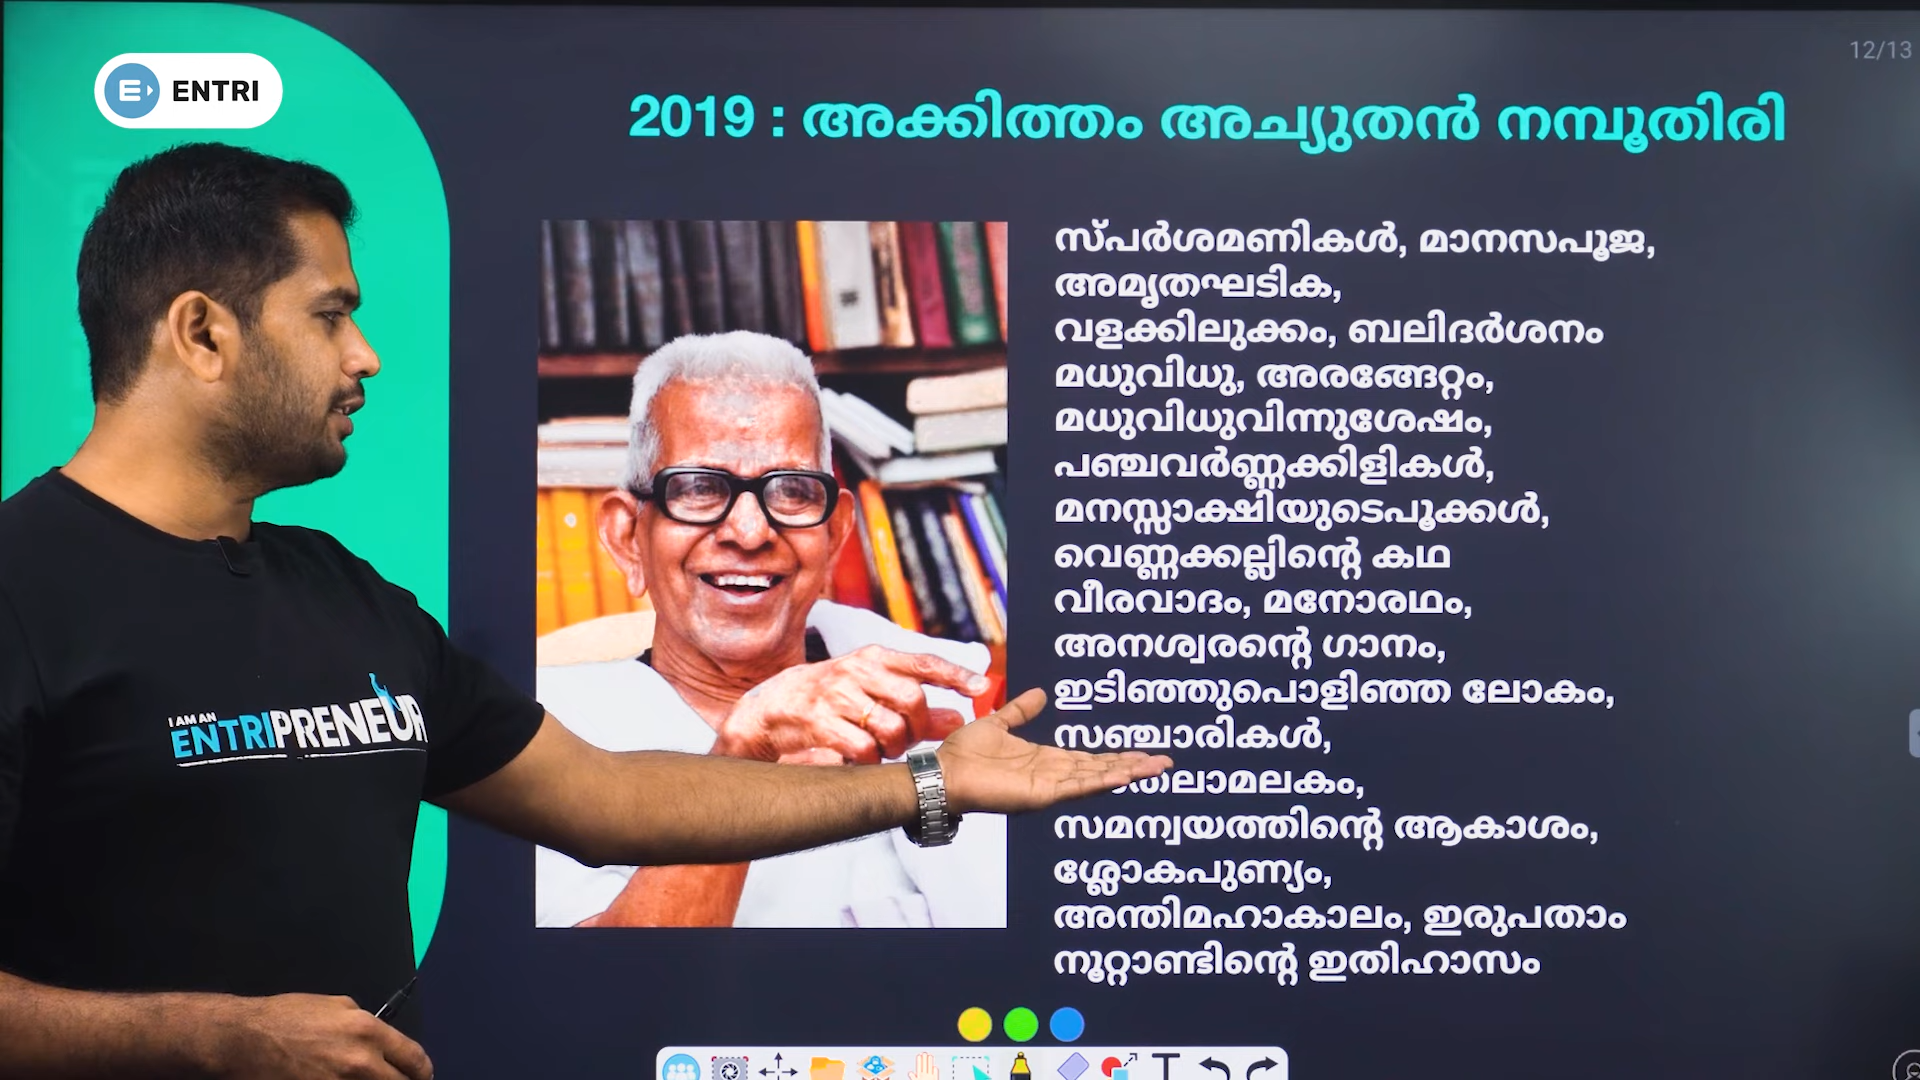 ENTRI
12/13
2019 : അക്കിത്തം അച്യുതൻ നമ്പൂതിരി
സ്പർശമണികൾ, മാനസപൂജ,
അമൃതഘടിക,
വളക്കിലുക്കം, ബലിദർശനം
മധുവിധു, അരങ്ങേറ്റം,
മധുവിധുവിന്നുശേഷം,
പഞ്ചവർണ്ണക്കിളികൾ,
മനസ്സാക്ഷിയുടെപൂക്കൾ,
വെണ്ണക്കല്ലിന്റെ കഥ
വീരവാദം, മനോരഥം,
അനശ്വരന്റെ ഗാനം,
ഇടിഞ്ഞുപൊളിഞ്ഞ ലോകം,
സഞ്ചാരികൾ,
സമന്വയത്തിന്റെ ആകാശം,
ശ്ലോകപുണ്യം,
അന്തിമഹാകാലം, ഇരുപതാം
നൂറ്റാണ്ടിന്റെ ഇതിഹാസം
I AM AN
ENTRIPRENEUR